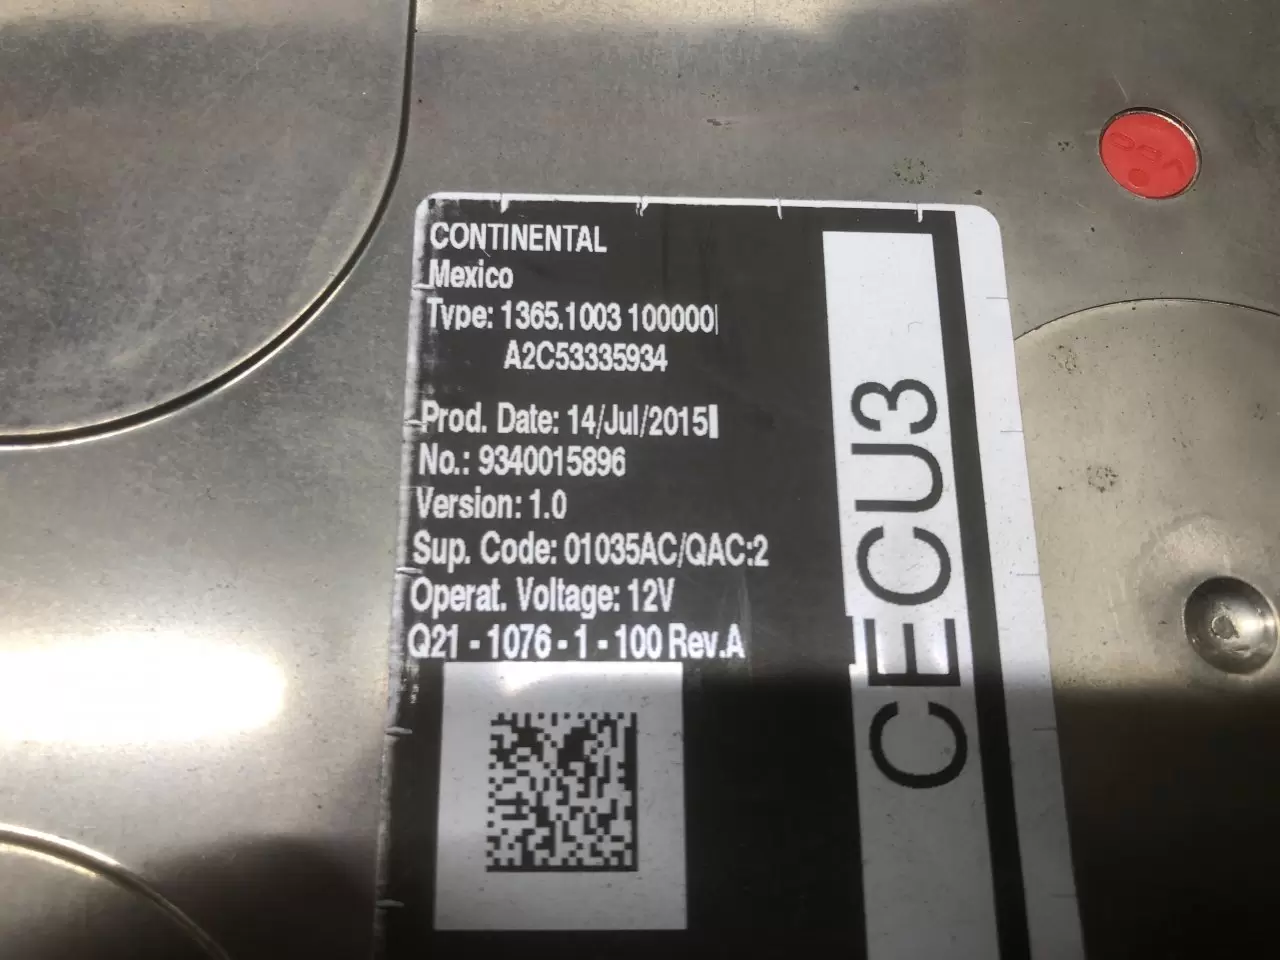 CONTINENTAL
Mexico
Type: 1365.1003 100000
A2C53335934
Prod. Date: 14/Jul/2015
No.: 9340015896
Version: 1.0
Sup. Code: 01035AC/QAC:2
Operat. Voltage: 12V
Q21 - 1076 - 1 - 100 Rev.A
CECU3